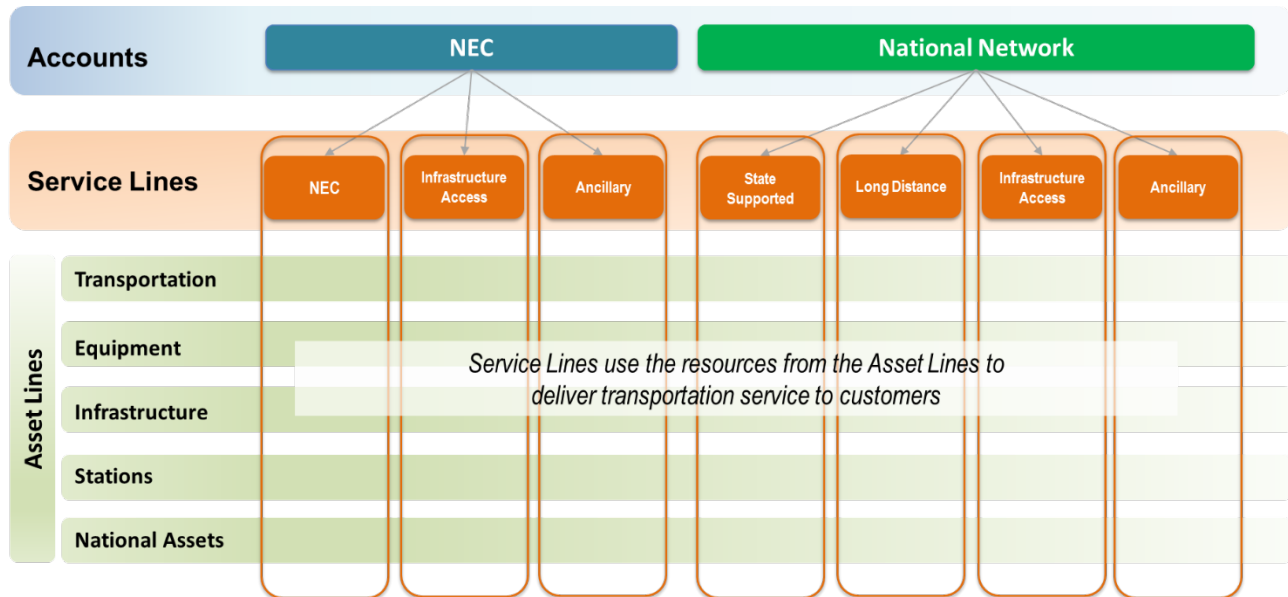 Accounts
NEC
National Network
Service Lines
NEC
Infrastructure
Access
Ancillary
State
Supported
Long Distance
Infrastructure
Access
Ancillary
Asset Lines
Transportation
Equipment
Infrastructure
Stations
National Assets
Service Lines use the resources from the Asset Lines to
deliver transportation service to customers